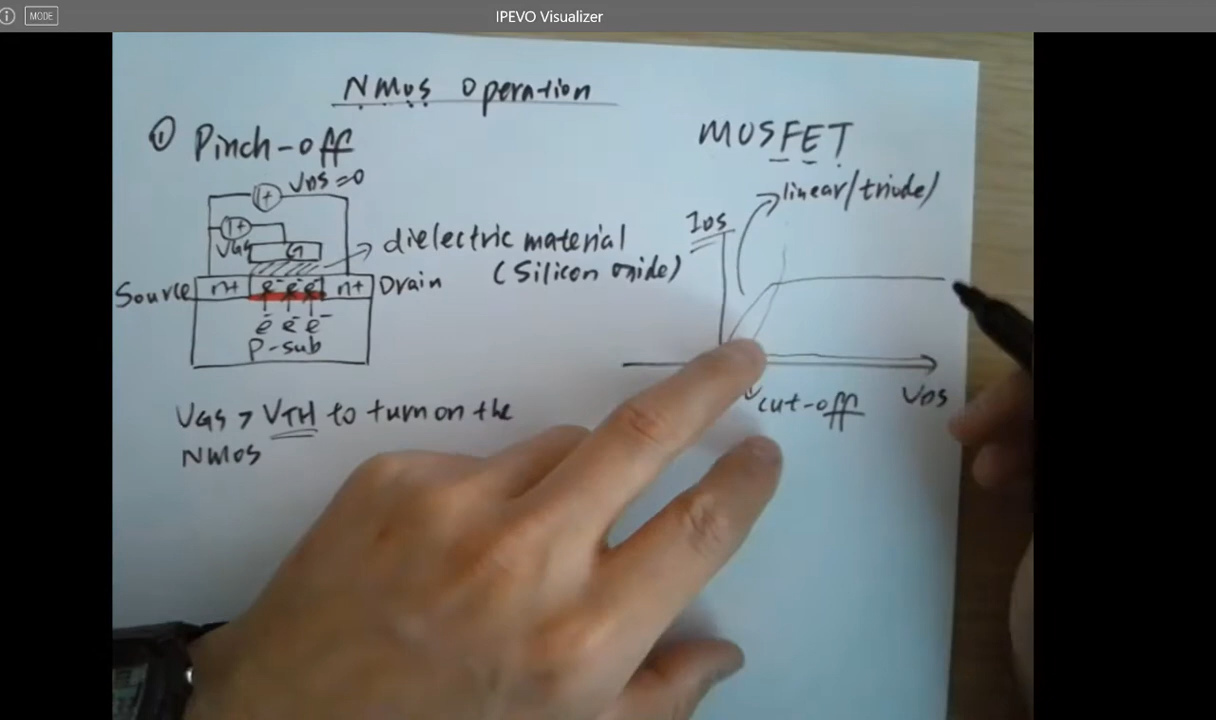 MODE
IPEVO Visualizer
NMOS Operation
① Pinch-off
VDS=0
VGS
G
dielectric material
(Silicon oxide)
Source n+ e- e- e- n+ Drain
e- e- e-
P-sub
VGS > VTH to turn on the
NMOS
MOSFET
linear/triode)
IDS
cut-off
VDS